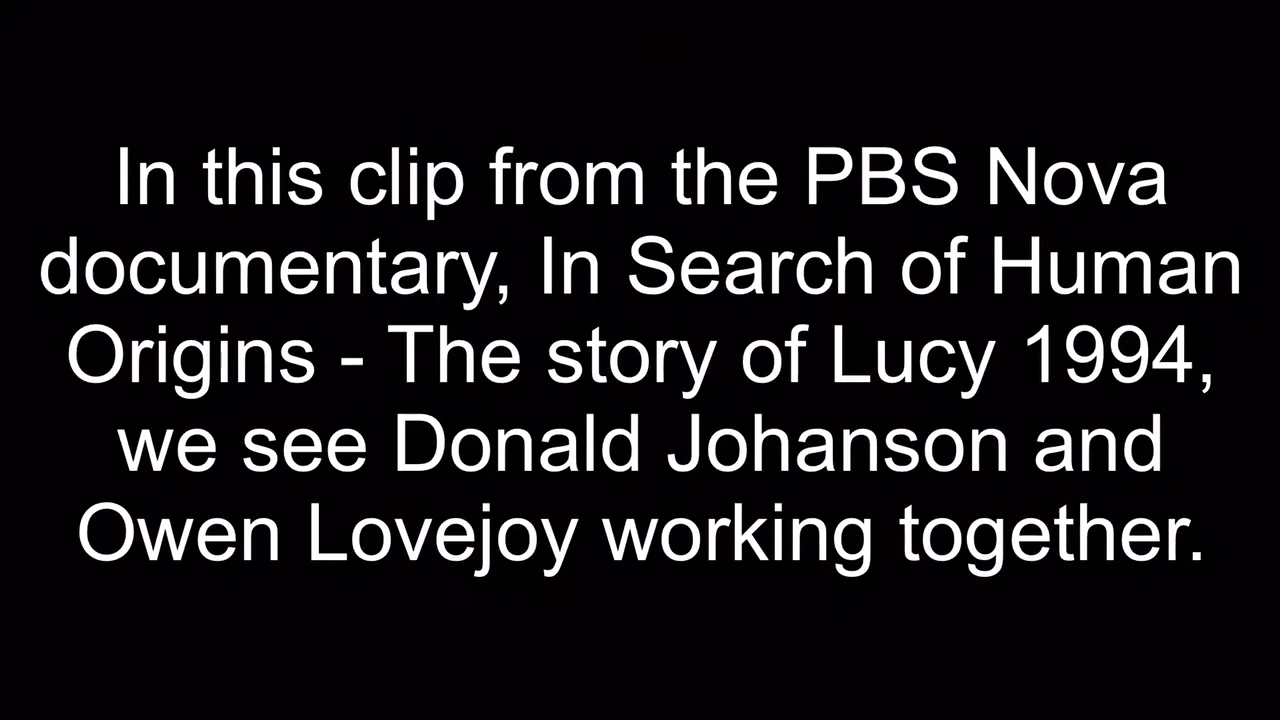 In this clip from the PBS Nova
documentary, In Search of Human
Origins - The story of Lucy 1994,
we see Donald Johanson and
Owen Lovejoy working together.